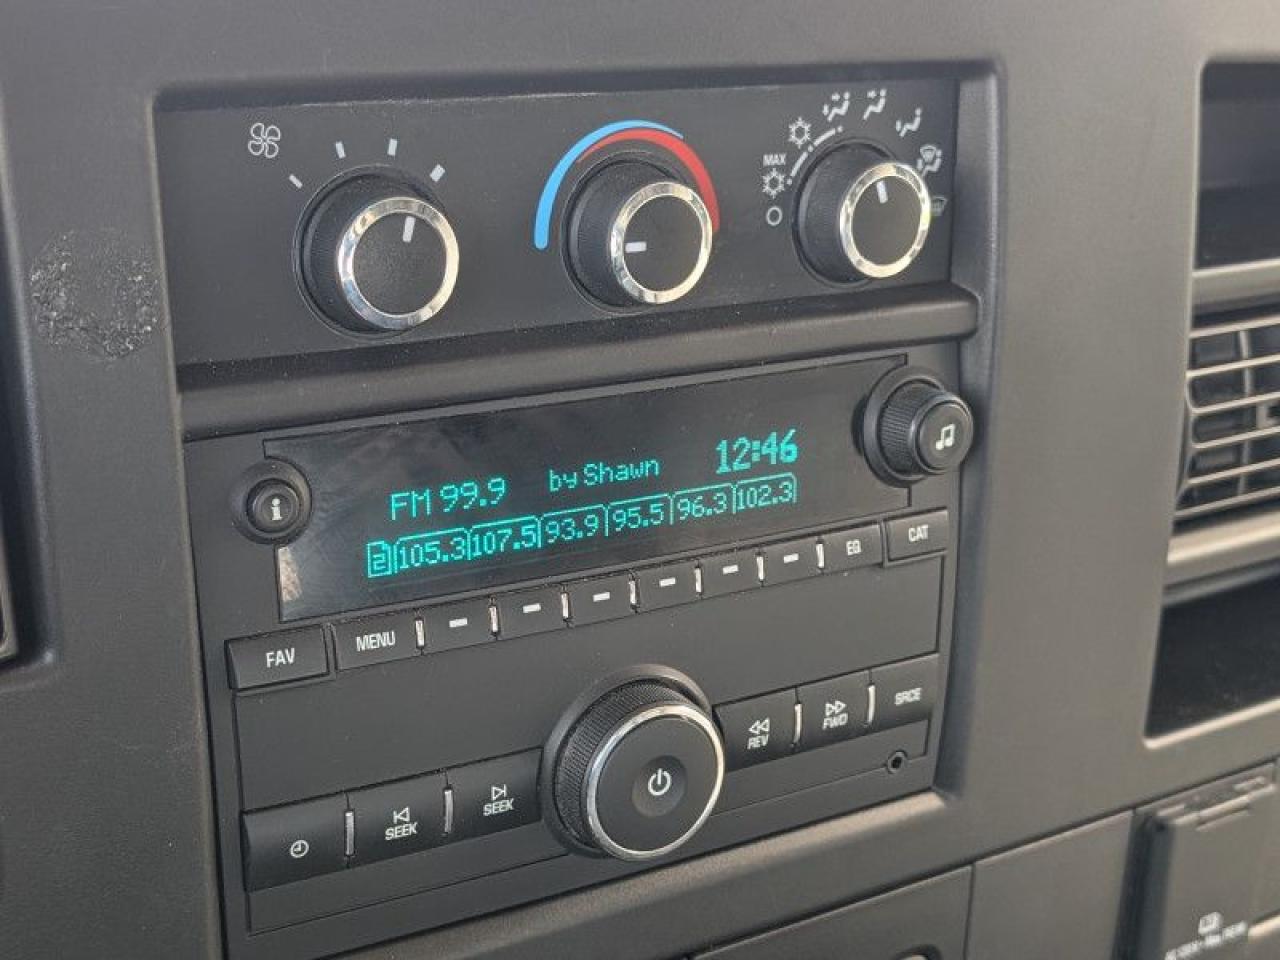 MAX
FM 99.9 by Shawn 12:46
2 105.3 107.5 93.9 95.5 96.3 102.3
FAV MENU EQ CAT
REV FWD SRCE
SEEK SEEK